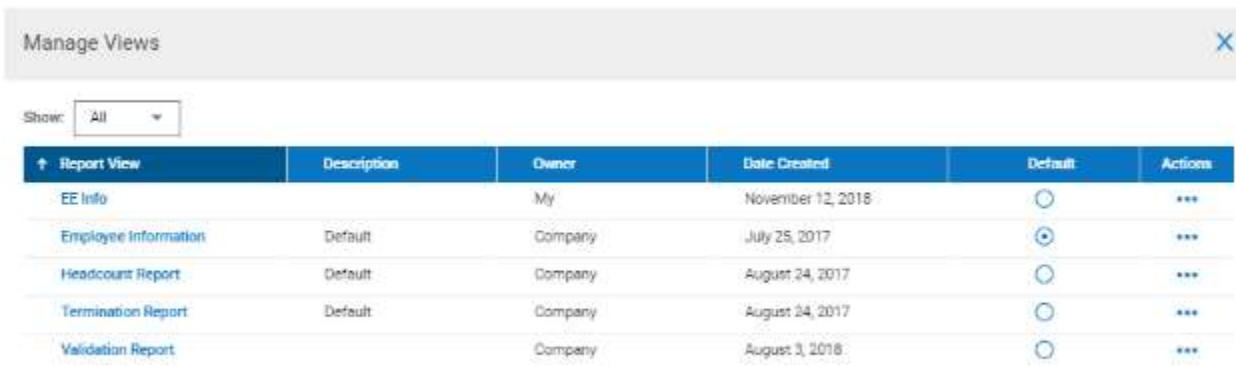 Manage Views
Show: All
Report View Description Owner Date Created Default Actions
EE Info My November 12, 2018
Employee Information Default Company July 25, 2017
Headcount Report Default Company August 24, 2017
Termination Report Default Company August 24, 2017
Validation Report Company August 3, 2018